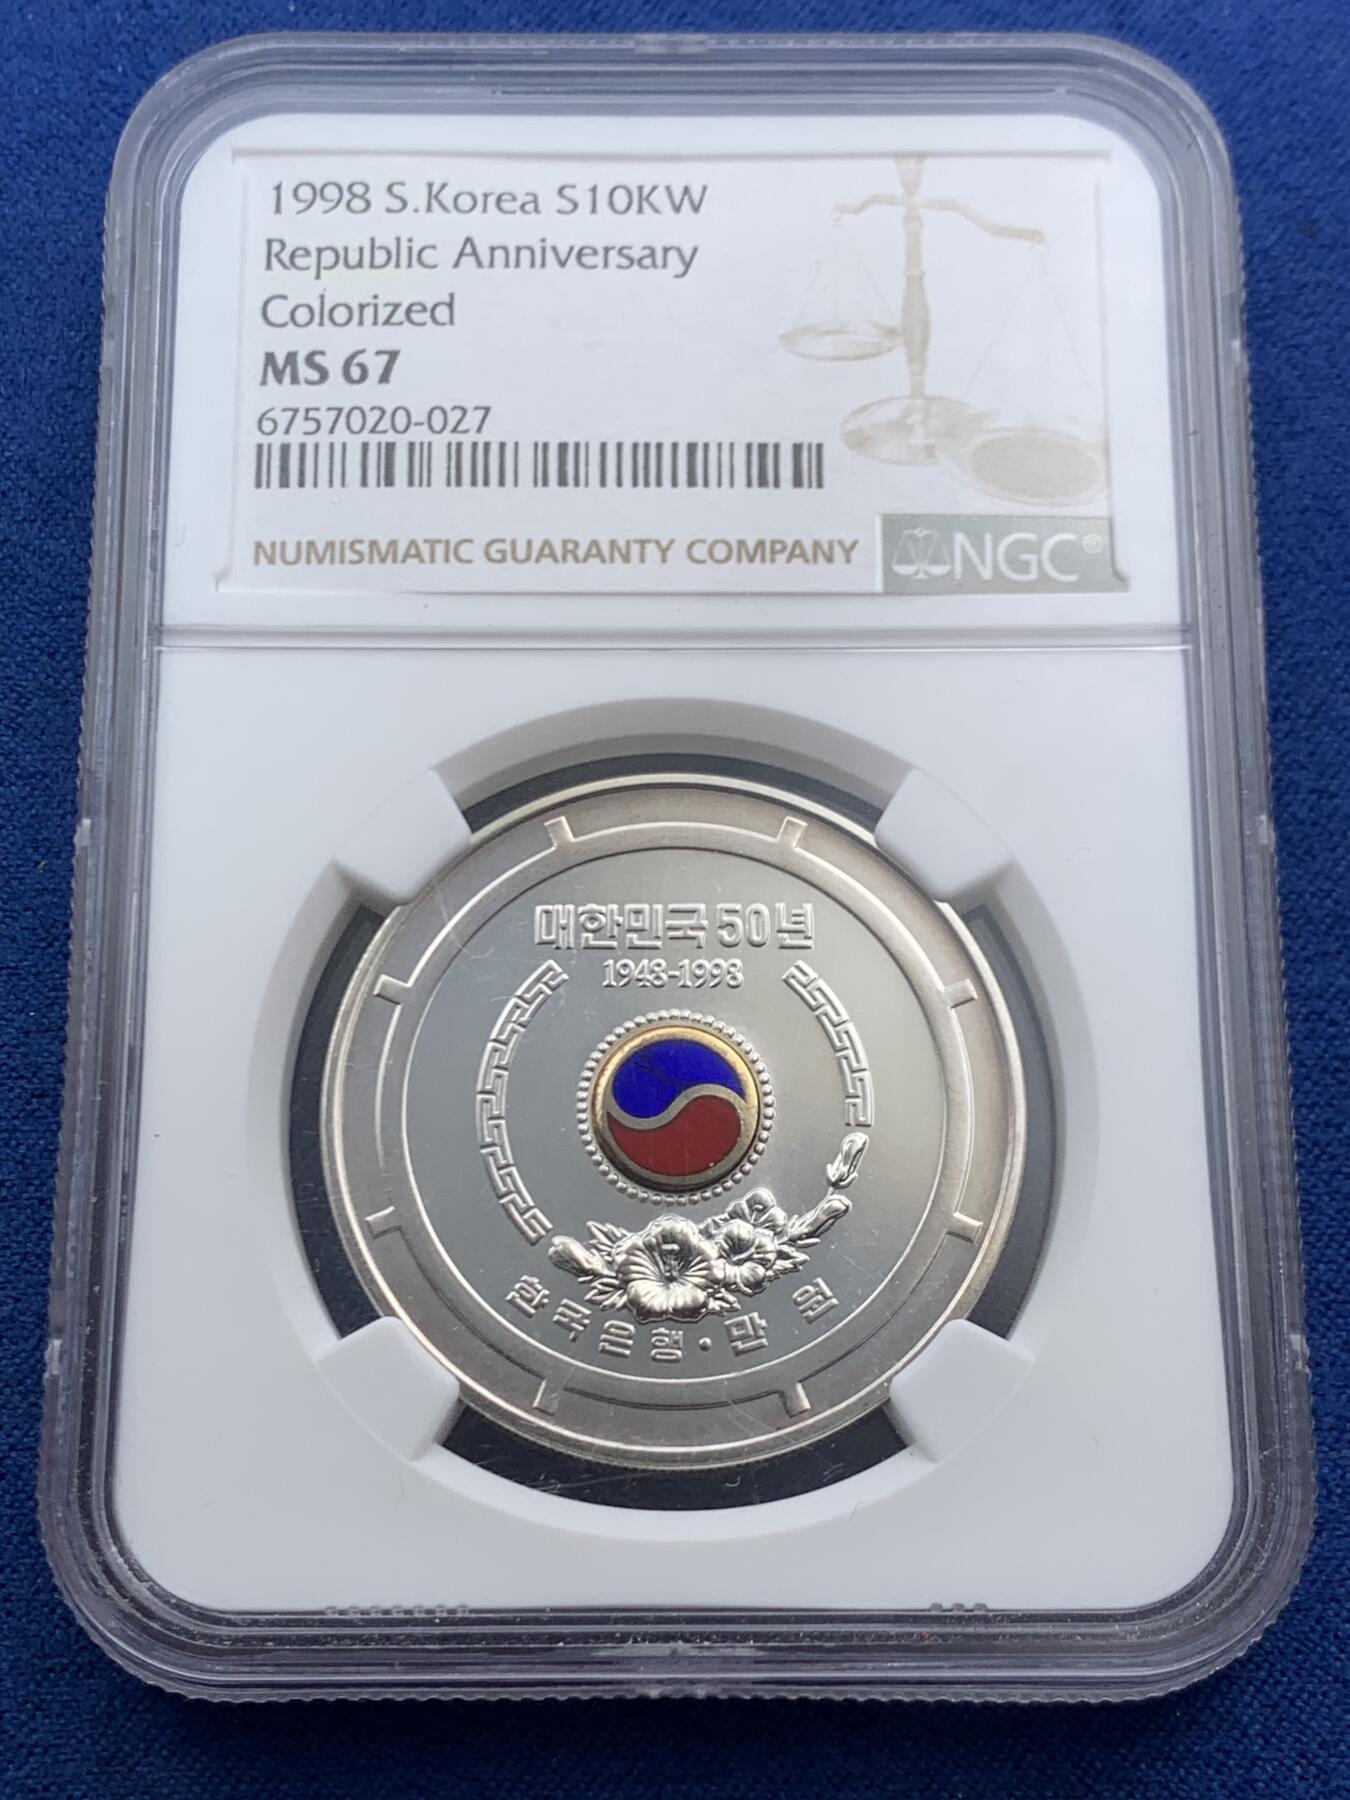 1998 S.Korea S10KW
Republic Anniversary
Colorized
MS 67
6757020-027
NUMISMATIC GUARANTY COMPANY
NGC®
대한민국 50년
1948-1998
한국은행·만원